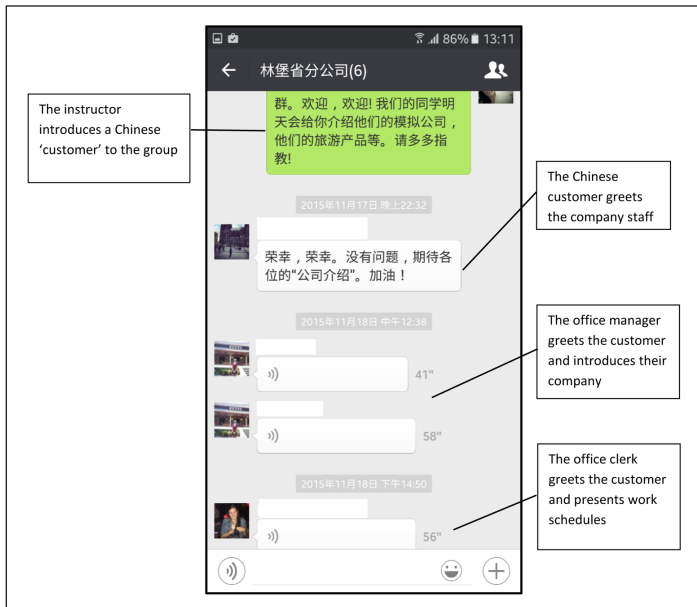 86% 13:11
林堡省分公司(6)
群。欢迎，欢迎! 我们的同学明
天会给你介绍他们的模拟公司，
他们的旅游产品等。请多多指
教!
The instructor
introduces a Chinese
‘customer’ to the group
2015年11月17日 晚上22:32
荣幸，荣幸。没有问题，期待各
位的“公司介绍”。加油！
The Chinese
customer greets
the company staff
2015年11月18日 中午12:38
41"
58"
The office manager
greets the customer
and introduces their
company
2015年11月18日 下午14:50
56"
The office clerk
greets the customer
and presents work
schedules